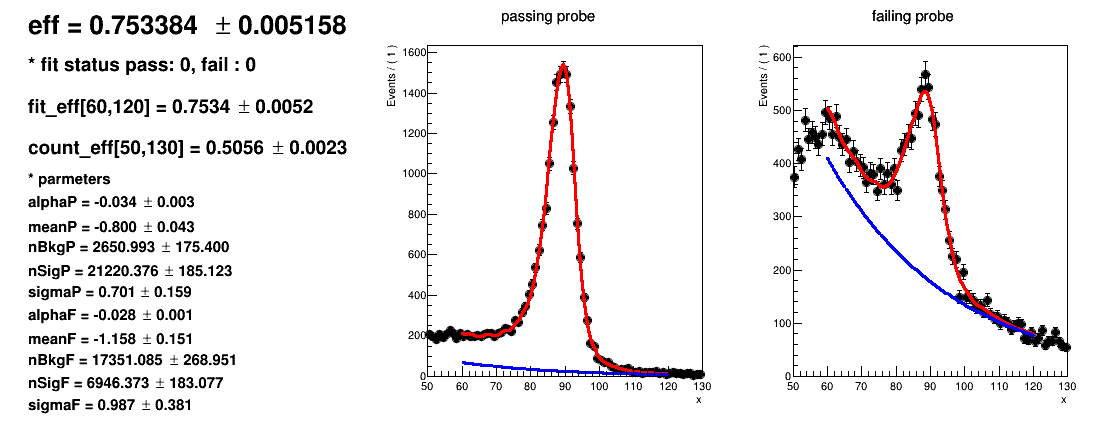 eff = 0.753384 ± 0.005158
* fit status pass: 0, fail : 0
fit_eff[60,120] = 0.7534 ± 0.0052
count_eff[50,130] = 0.5056 ± 0.0023
* parmeters
alphaP = -0.034 ± 0.003
meanP = -0.800 ± 0.043
nBkgP = 2650.993 ± 175.400
nSigP = 21220.376 ± 185.123
sigmaP = 0.701 ± 0.159
alphaF = -0.028 ± 0.001
meanF = -1.158 ± 0.151
nBkgF = 17351.085 ± 268.951
nSigF = 6946.373 ± 183.077
sigmaF = 0.987 ± 0.381
passing probe
Events / ( 1 )
1600
1400
1200
1000
800
600
400
200
0
50 60 70 80 90 100 110 120 130
x
failing probe
Events / ( 1 )
600
500
400
300
200
100
0
50 60 70 80 90 100 110 120 130
x